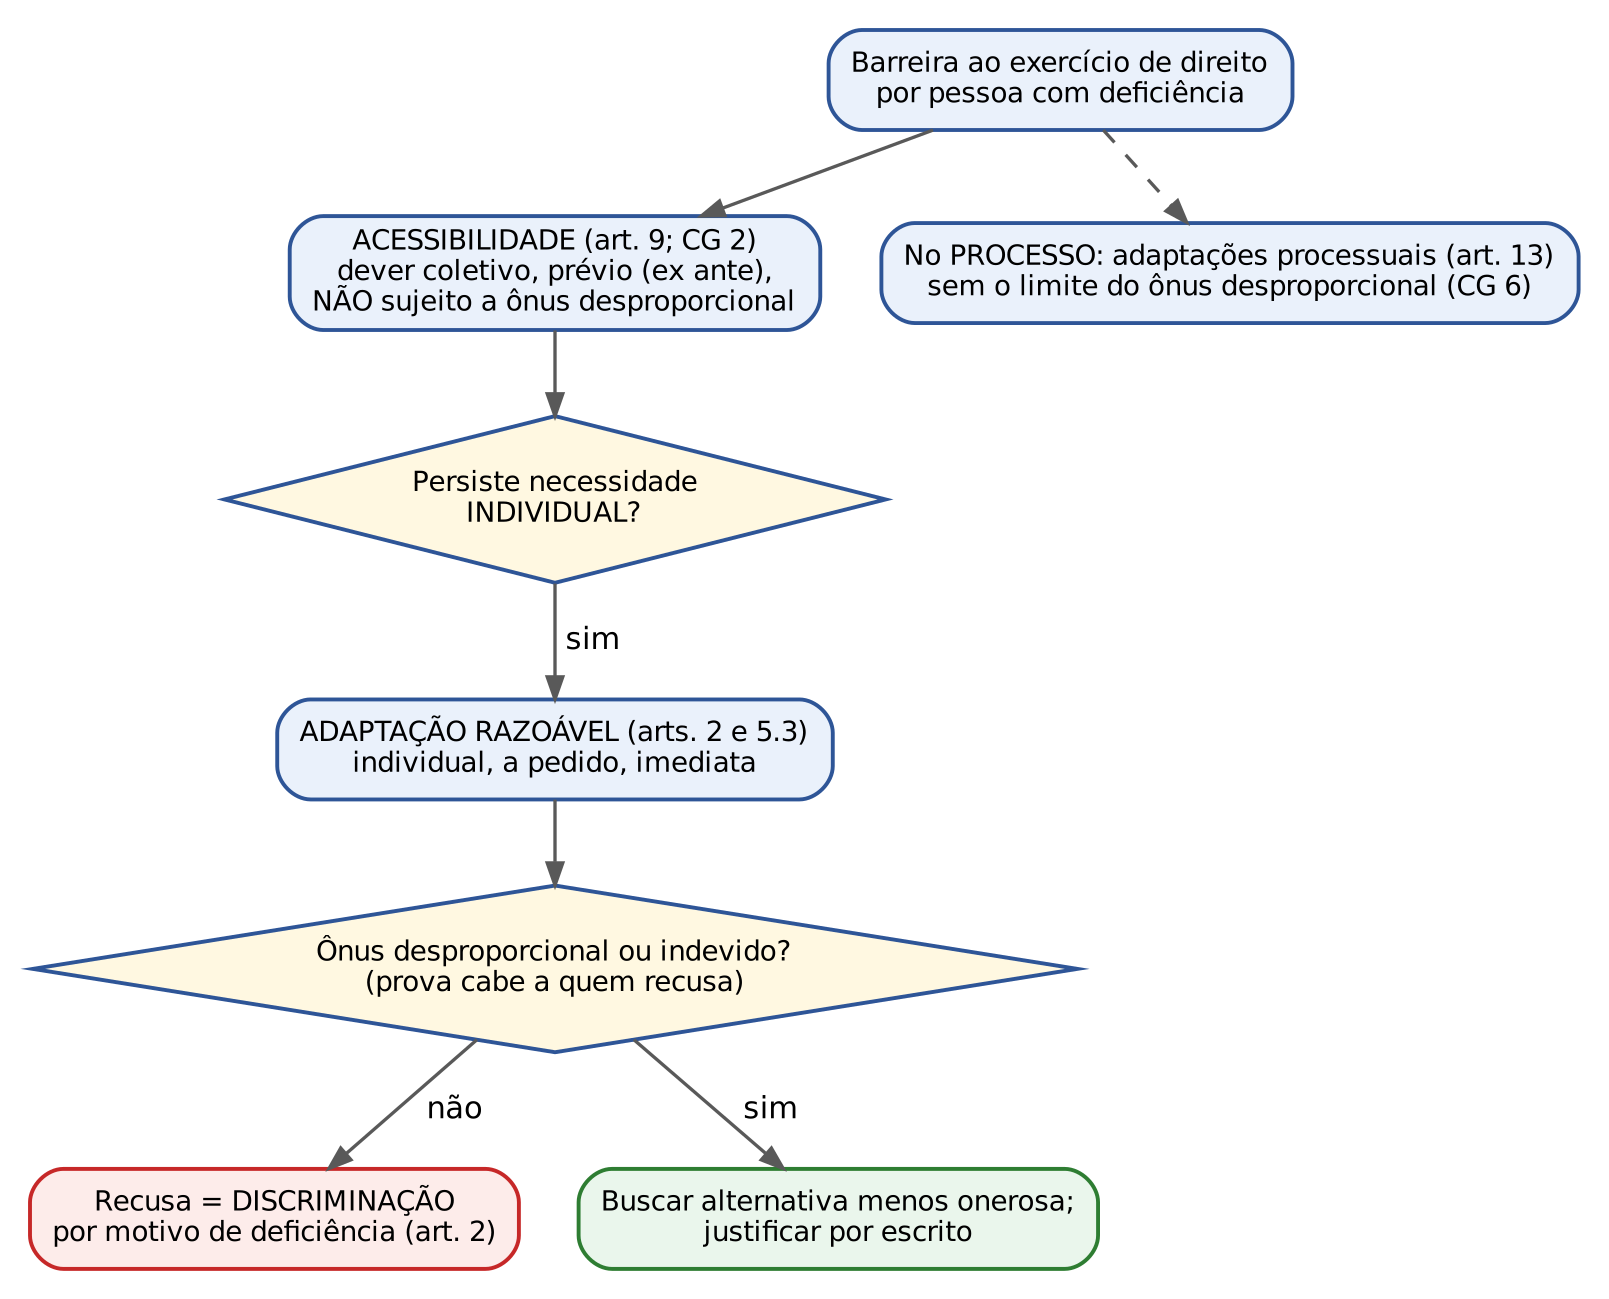 Barreira ao exercício de direito
por pessoa com deficiência
ACESSIBILIDADE (art. 9; CG 2)
dever coletivo, prévio (ex ante),
NÃO sujeito a ônus desproporcional
No PROCESSO: adaptações processuais (art. 13)
sem o limite do ônus desproporcional (CG 6)
Persiste necessidade
INDIVIDUAL?
sim
ADAPTAÇÃO RAZOÁVEL (arts. 2 e 5.3)
individual, a pedido, imediata
Ônus desproporcional ou indevido?
(prova cabe a quem recusa)
não
sim
Recusa = DISCRIMINAÇÃO
por motivo de deficiência (art. 2)
Buscar alternativa menos onerosa;
justificar por escrito